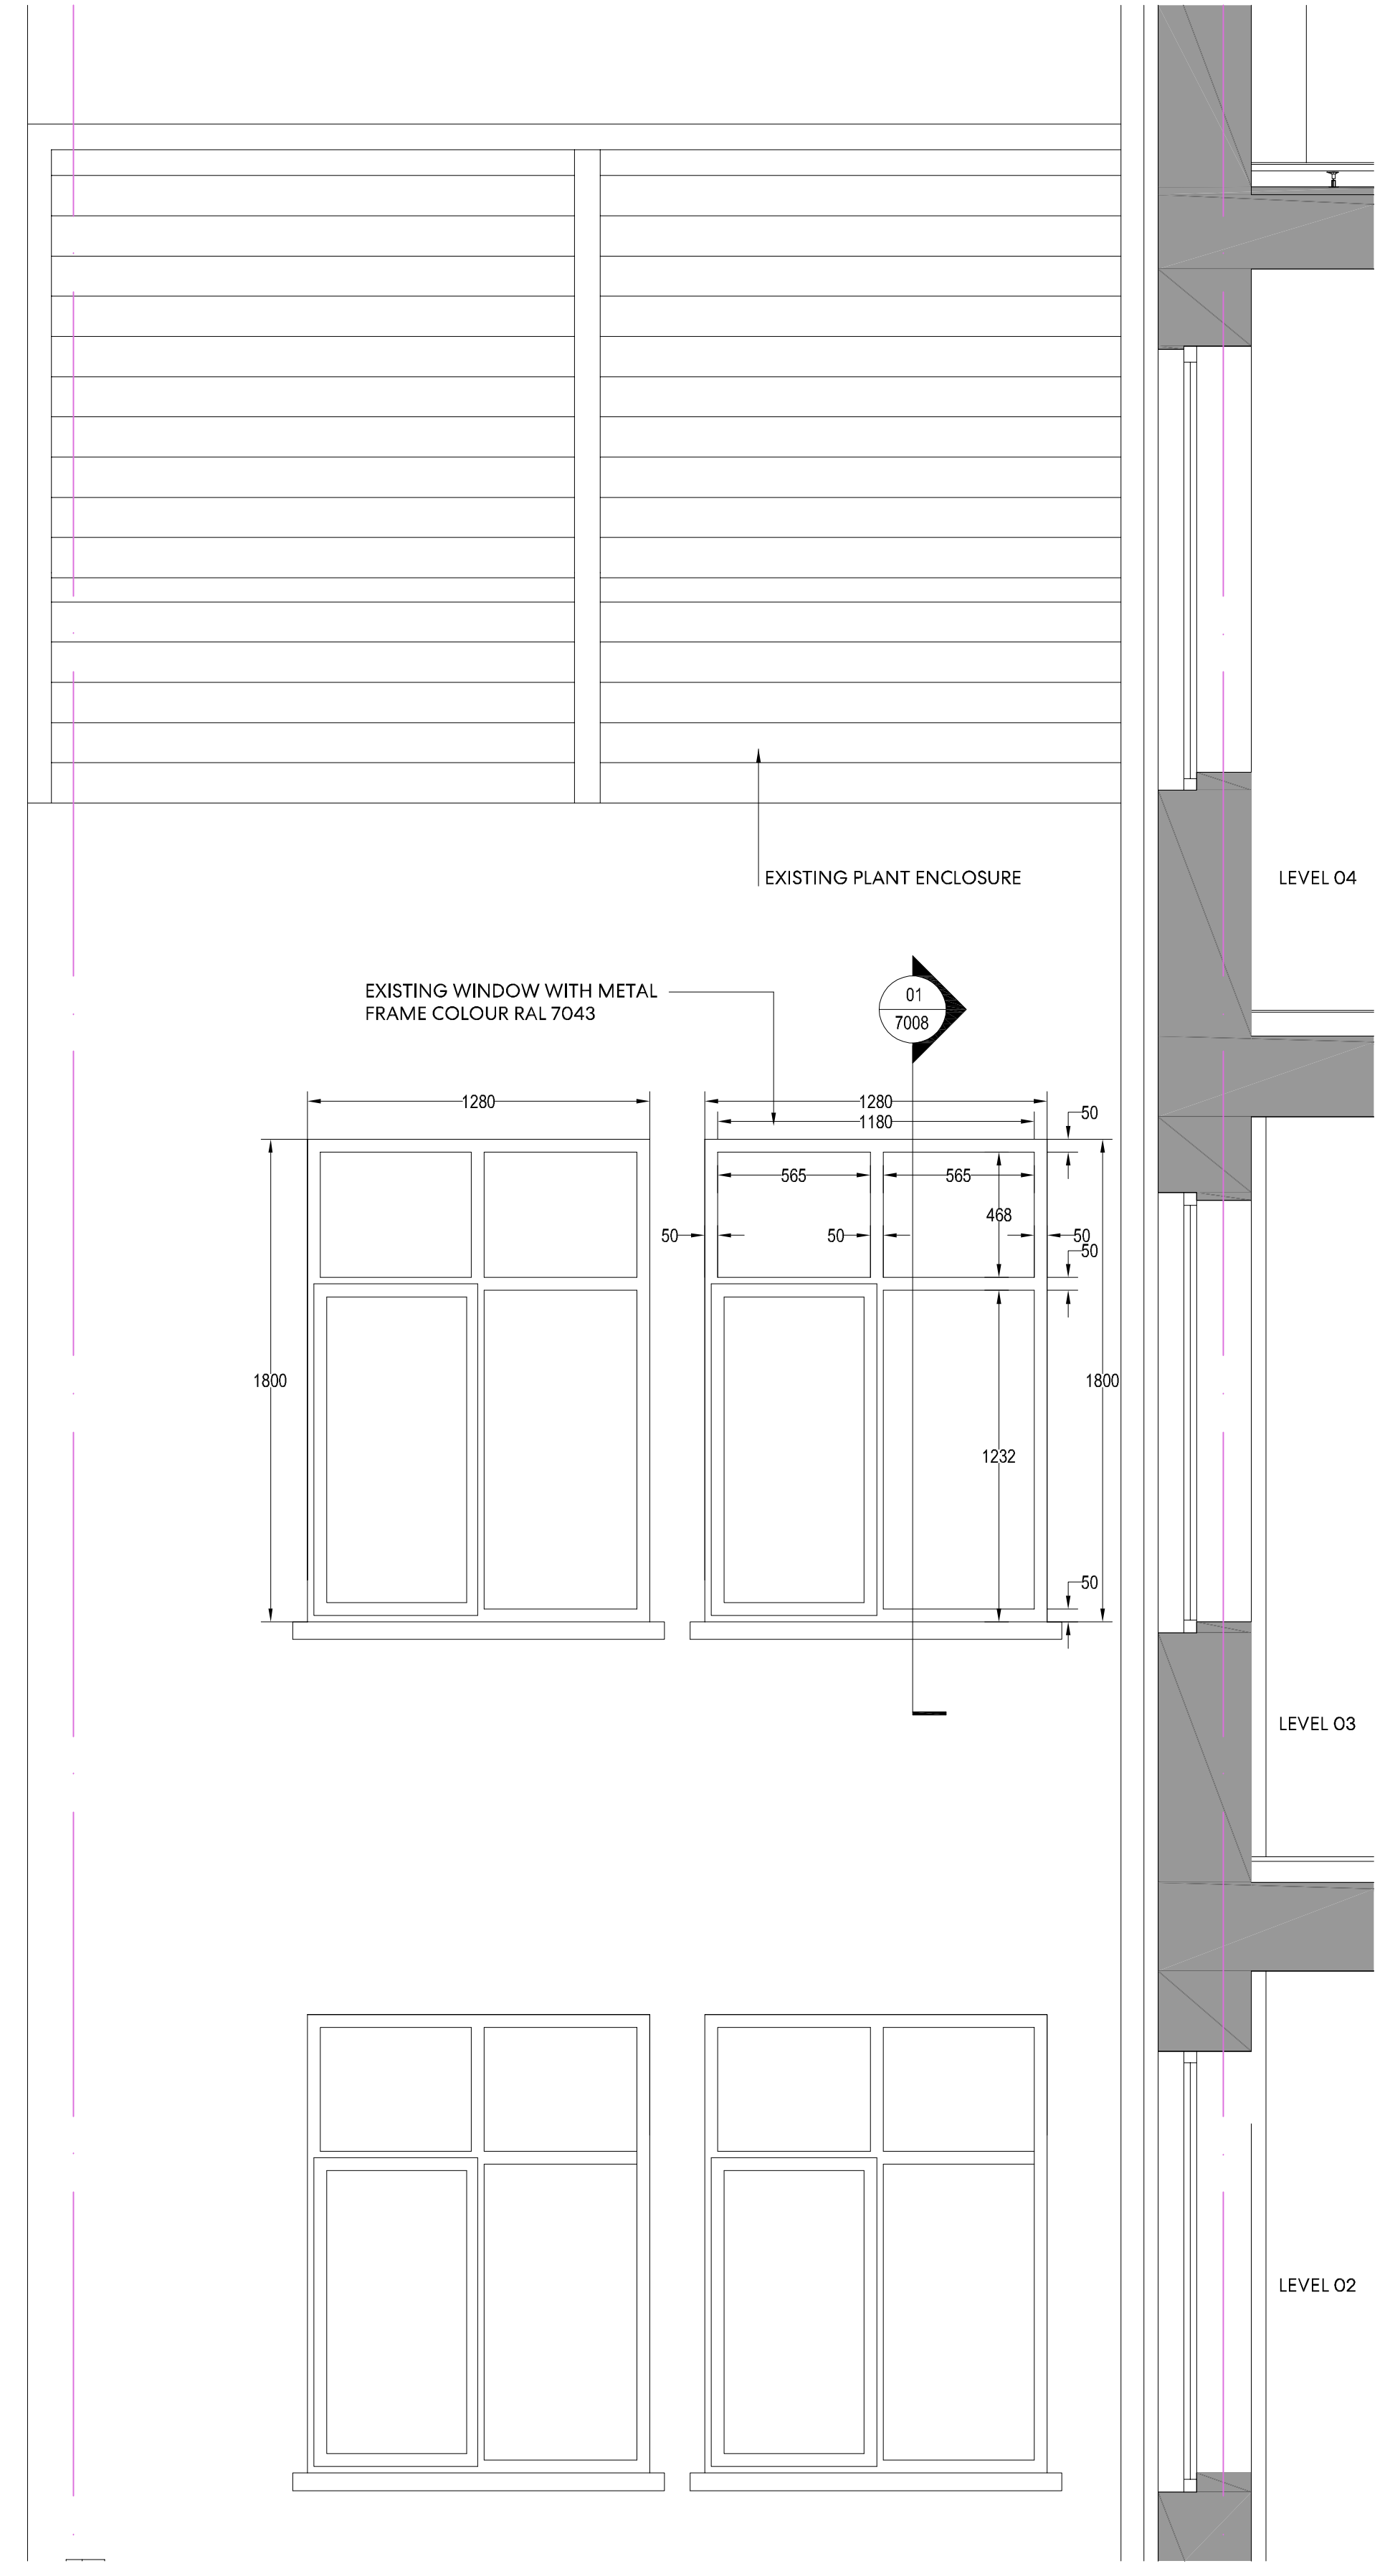 EXISTING PLANT ENCLOSURE
LEVEL 04
EXISTING WINDOW WITH METAL
FRAME COLOUR RAL 7043
01
7008
1280
1280
50
1180
565
565
468
50
50
50
50
1800
1800
1232
50
LEVEL 03
LEVEL 02